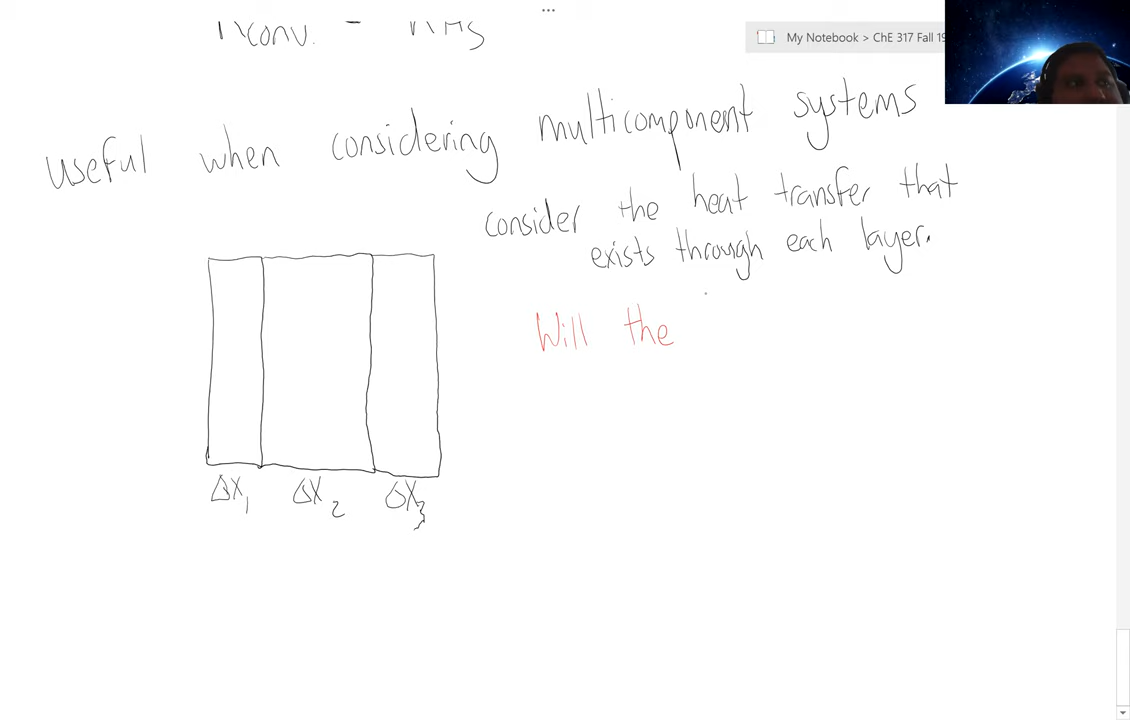 My Notebook > ChE 317 Fall 19
useful when considering multicomponent systems
consider the heat transfer that
exists through each layer.
Will the
ΔX1 ΔX2 ΔX3